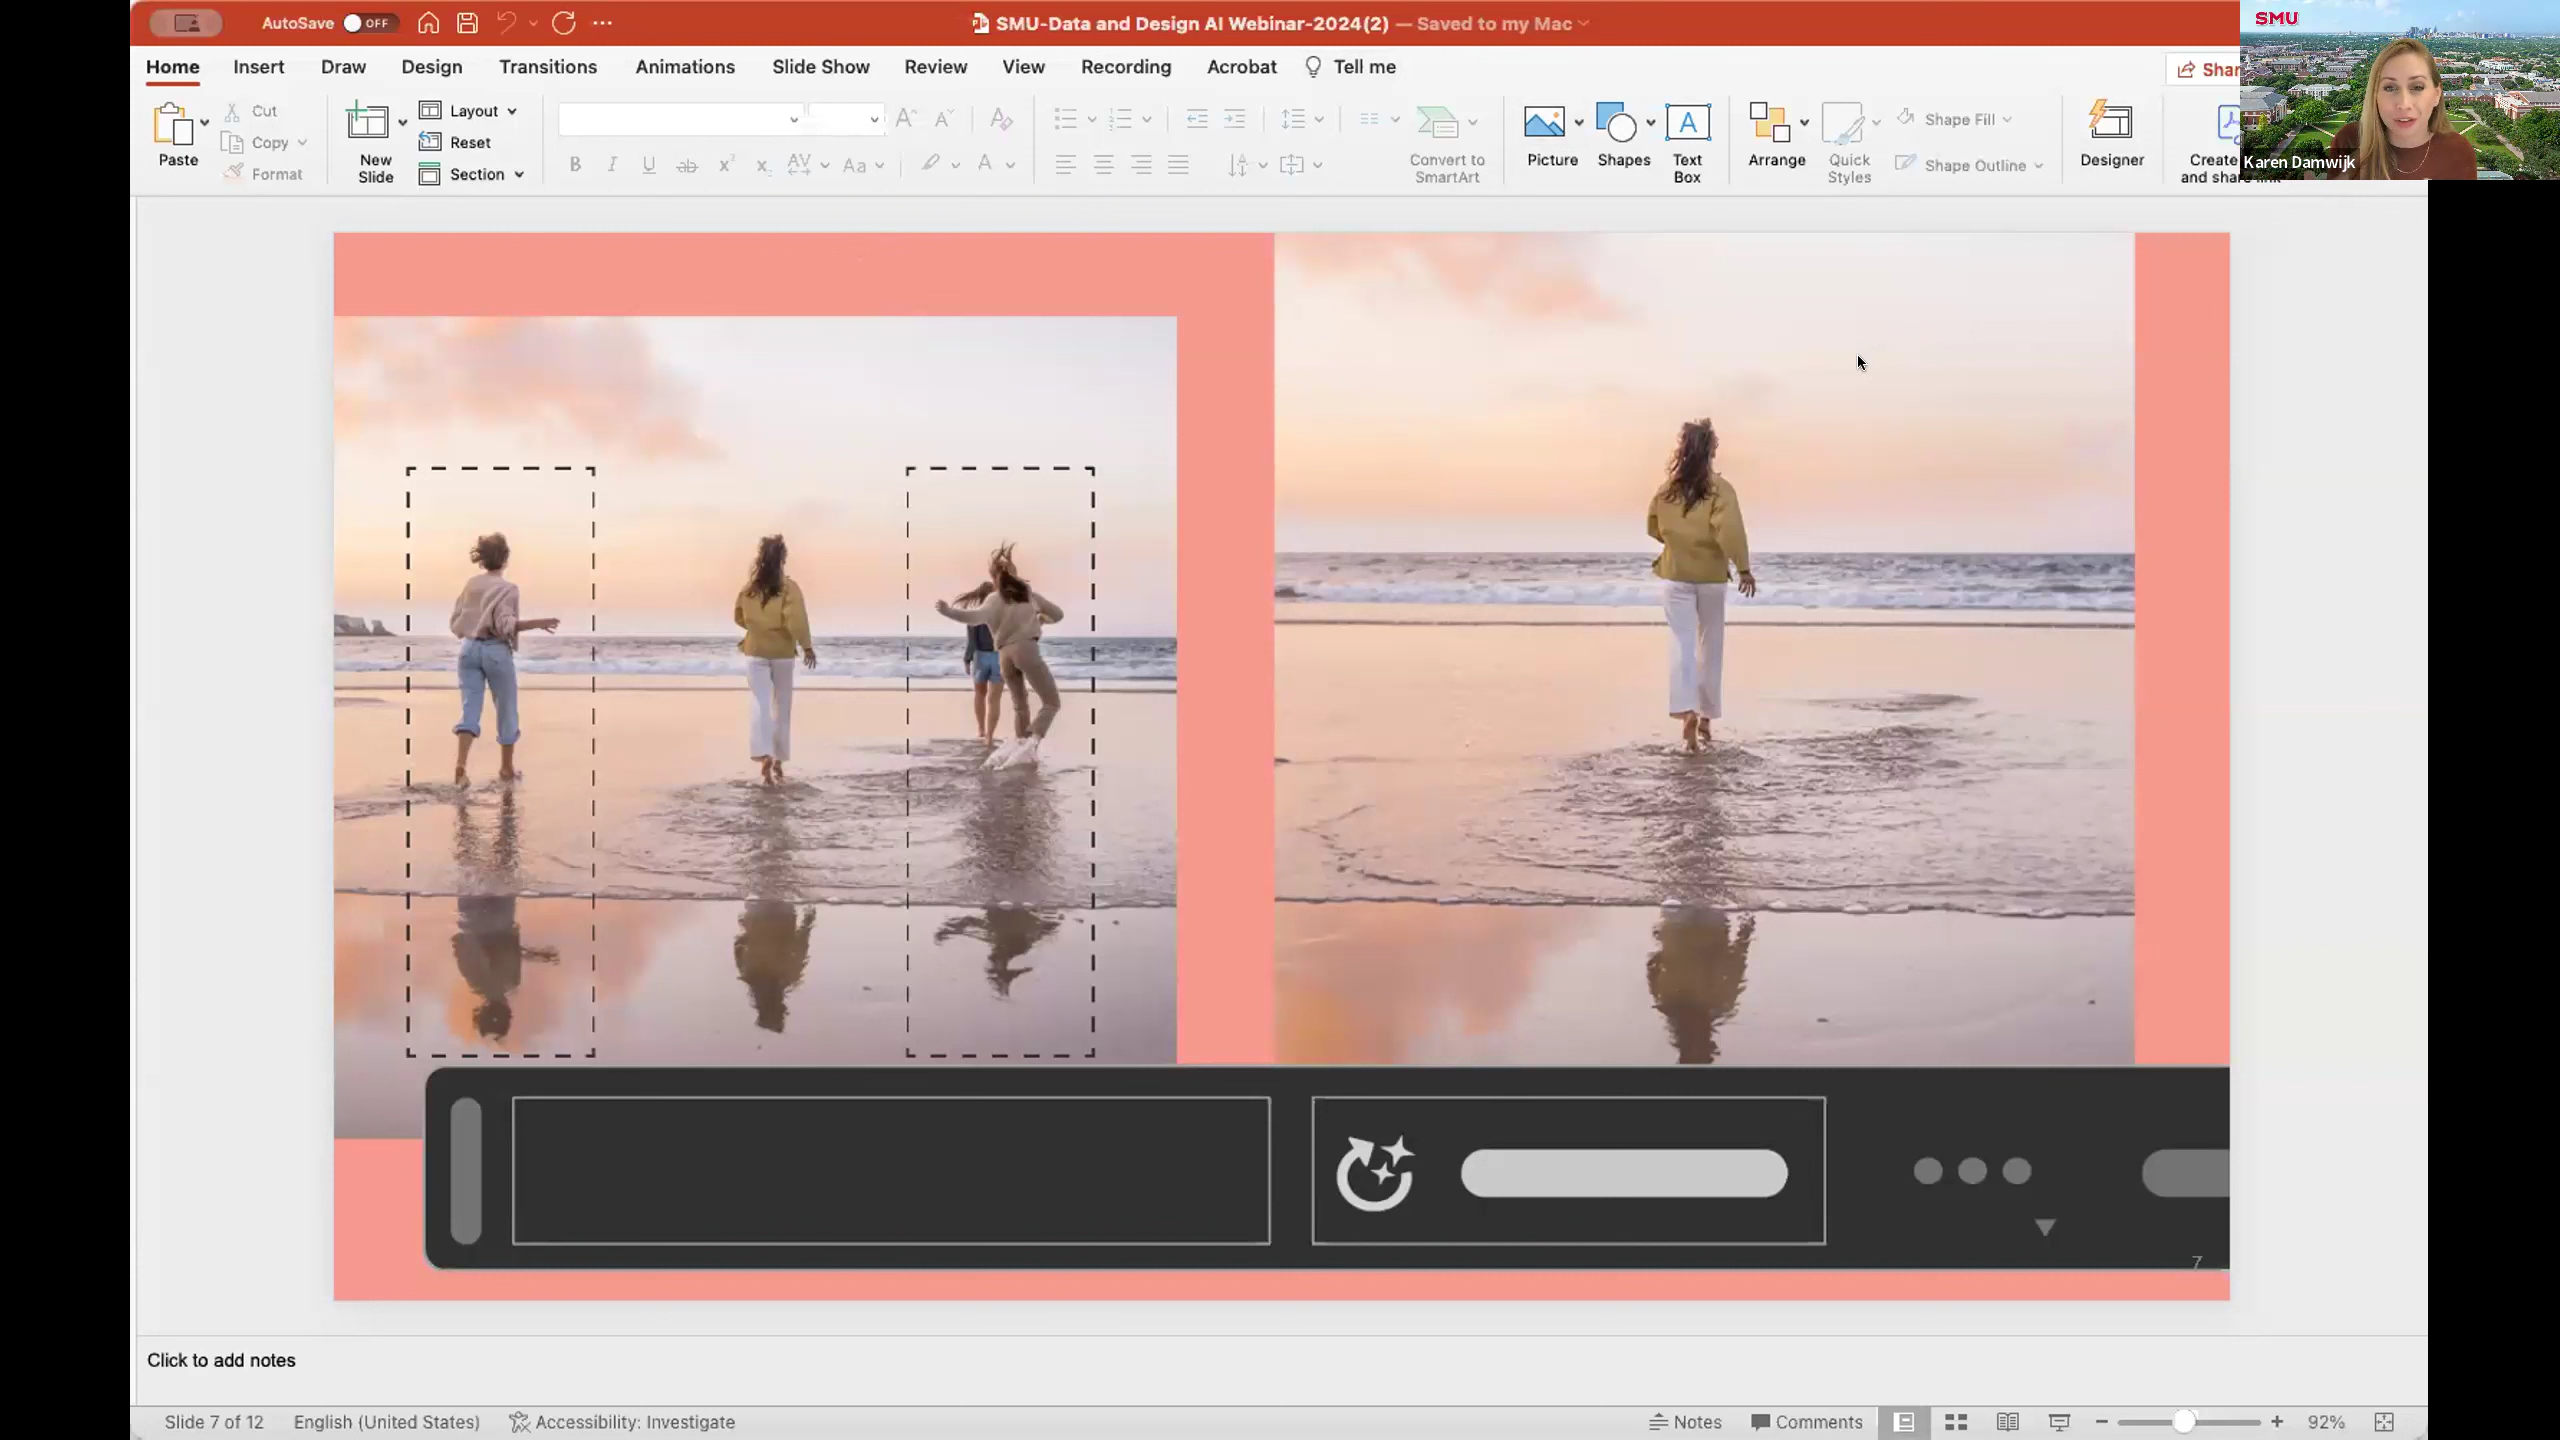 AutoSave OFF
SMU-Data and Design AI Webinar-2024(2) — Saved to my Mac
SMU
Home Insert Draw Design Transitions Animations Slide Show Review View Recording Acrobat Tell me
Karen Damwijk
Paste
Cut
Copy
Format
New Slide
Layout
Reset
Section
Convert to SmartArt
Picture
Shapes
Text Box
Arrange
Quick Styles
Shape Fill
Shape Outline
Designer
Create
and share
7
Click to add notes
Slide 7 of 12 English (United States) Accessibility: Investigate Notes Comments 92%